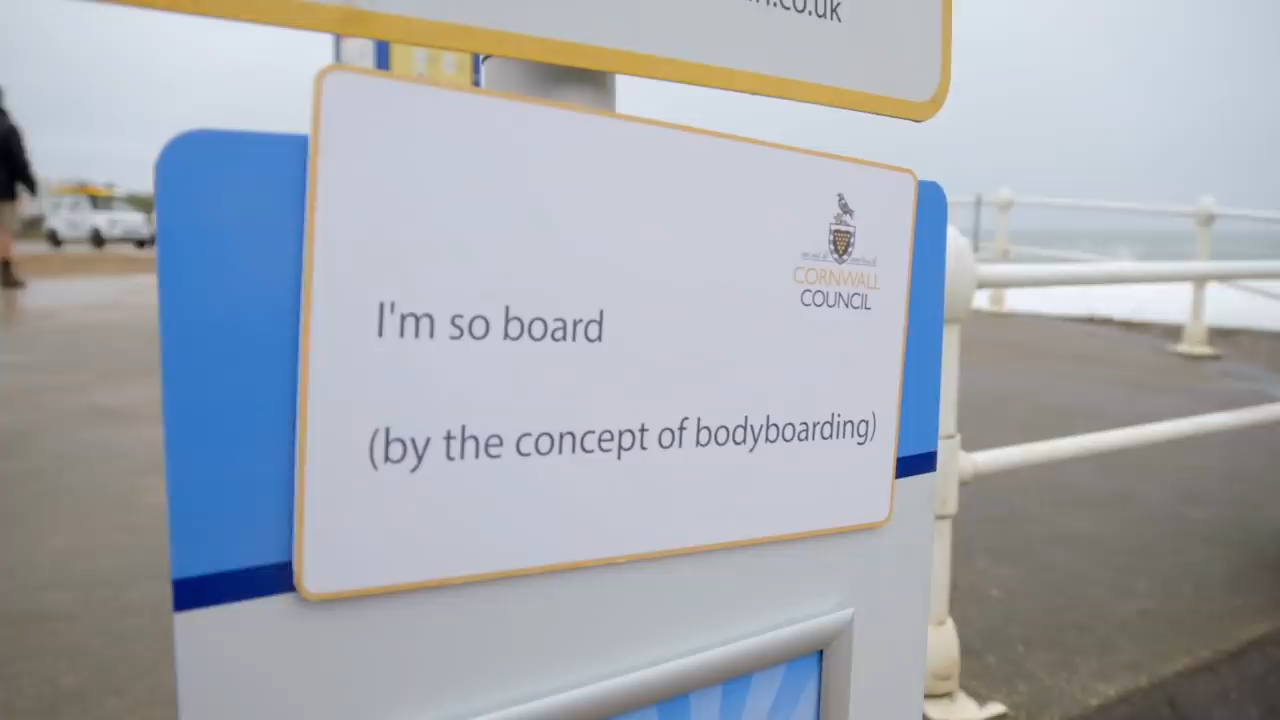 .co.uk
CORNWALL
COUNCIL
I'm so board
(by the concept of bodyboarding)